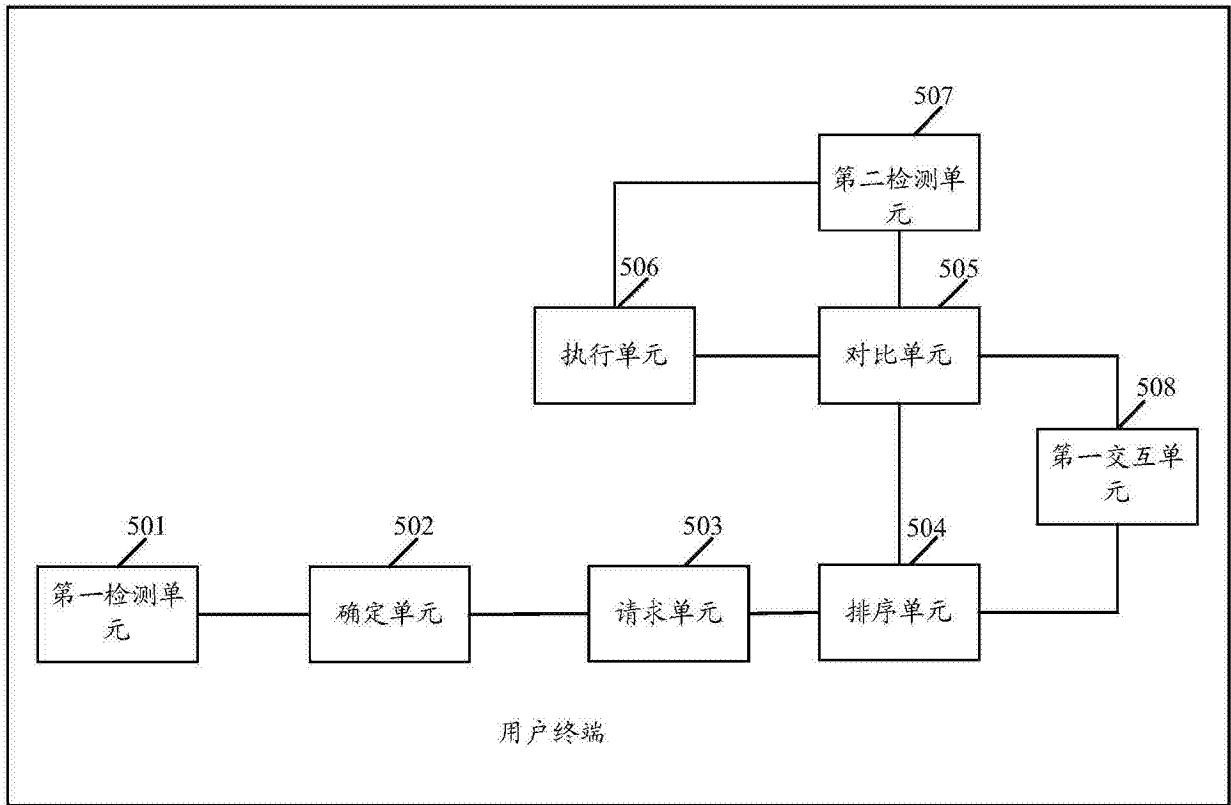 507
第二检测单
元
506
505
执行单元
对比单元
508
第一交互单
元
501
502
503
504
第一检测单
元
确定单元
请求单元
排序单元
用户终端